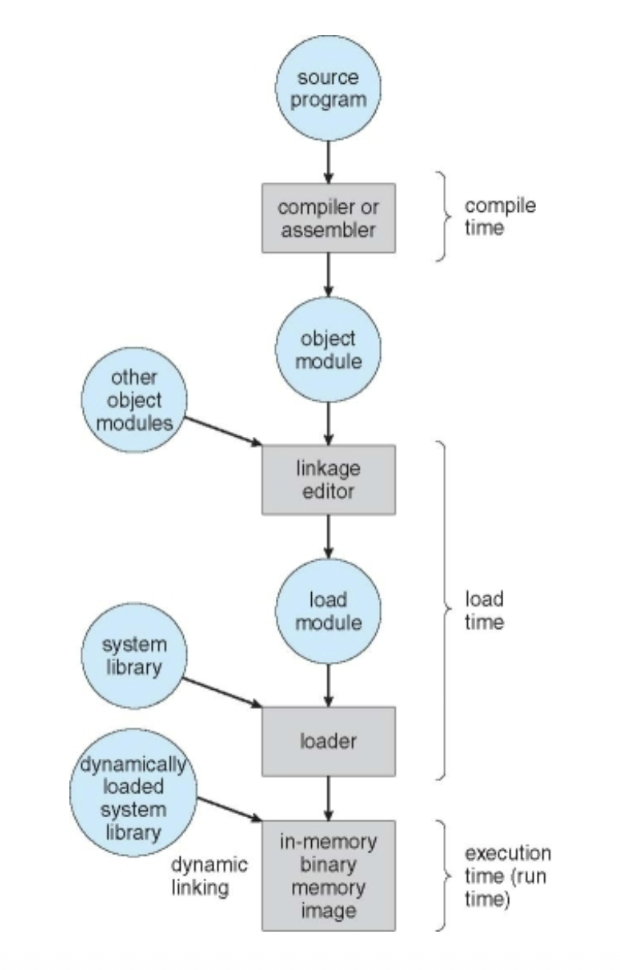 source
program
compiler or
assembler
compile
time
object
module
other
object
modules
linkage
editor
load
module
load
time
system
library
loader
dynamically
loaded
system
library
dynamic
linking
in-memory
binary
memory
image
execution
time (run
time)